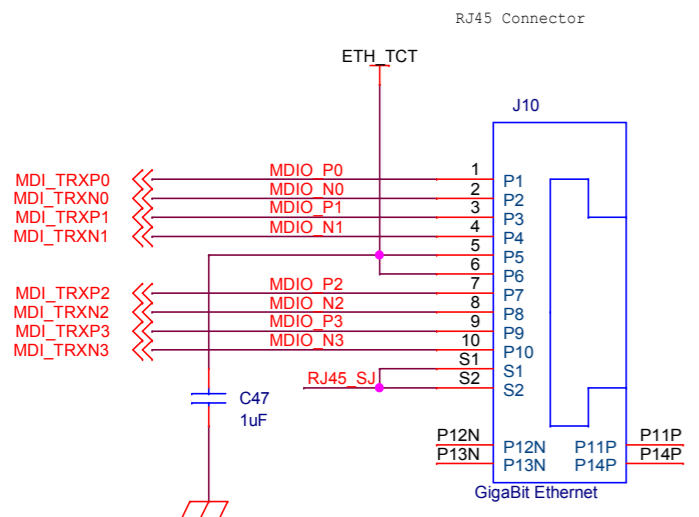 RJ45 Connector
ETH_TCT
J10
MDI_TRXP0 MDIO_P0 1 P1
MDI_TRXN0 MDIO_N0 2 P2
MDI_TRXP1 MDIO_P1 3 P3
MDI_TRXN1 MDIO_N1 4 P4
5 P5
6 P6
MDI_TRXP2 MDIO_P2 7 P7
MDI_TRXN2 MDIO_N2 8 P8
MDI_TRXP3 MDIO_P3 9 P9
MDI_TRXN3 MDIO_N3 10 P10
S1 S1
RJ45_SJ S2 S2
C47
1uF
P12N P12N P11P P11P
P13N P13N P14P P14P
GigaBit Ethernet